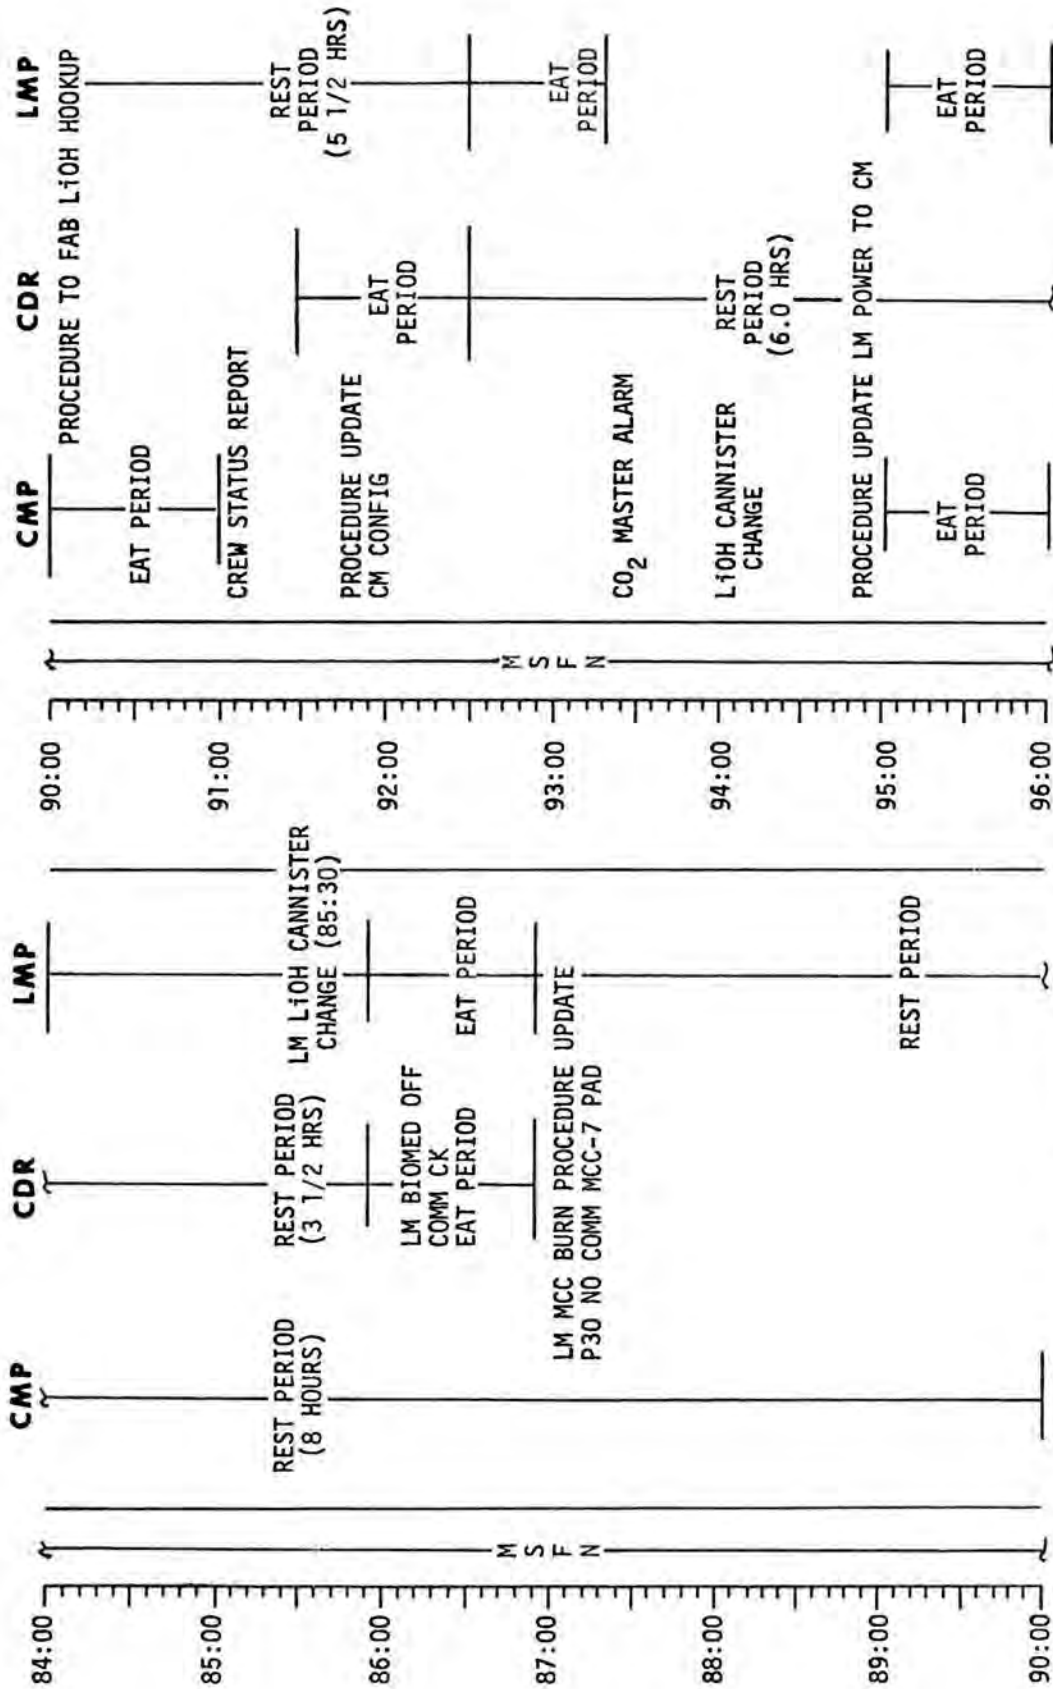 CMP
CDR
LMP
84:00
85:00
86:00
87:00
88:00
89:00
90:00
M
S
F
N
REST PERIOD
(8 HOURS)
REST PERIOD
(3 1/2 HRS)
LM LiOH CANNISTER
CHANGE (85:30)
LM BIOMED OFF
COMM CK
EAT PERIOD
EAT PERIOD
LM MCC BURN PROCEDURE UPDATE
P30 NO COMM MCC-7 PAD
REST PERIOD
CMP
CDR
LMP
90:00
91:00
92:00
93:00
94:00
95:00
96:00
M
S
F
N
PROCEDURE TO FAB LiOH HOOKUP
EAT PERIOD
CREW STATUS REPORT
REST
PERIOD
(5 1/2 HRS)
PROCEDURE UPDATE
CM CONFIG
EAT
PERIOD
EAT
PERIOD
CO2 MASTER ALARM
LiOH CANNISTER
CHANGE
REST
PERIOD
(6.0 HRS)
PROCEDURE UPDATE LM POWER TO CM
EAT
PERIOD
EAT
PERIOD